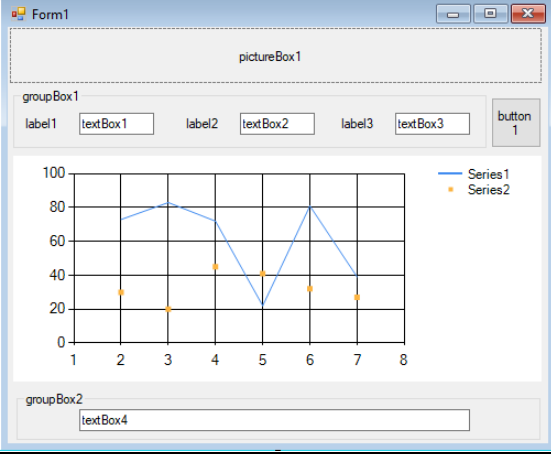 Form1
pictureBox1
groupBox1
label1 textBox1 label2 textBox2 label3 textBox3
button
1
Series1
Series2
100
80
60
40
20
0
1 2 3 4 5 6 7 8
groupBox2
textBox4